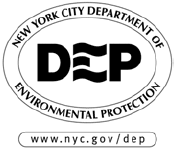 NEW YORK CITY DEPARTMENT OF
DEP
ENVIRONMENTAL PROTECTION
www.nyc.gov/dep